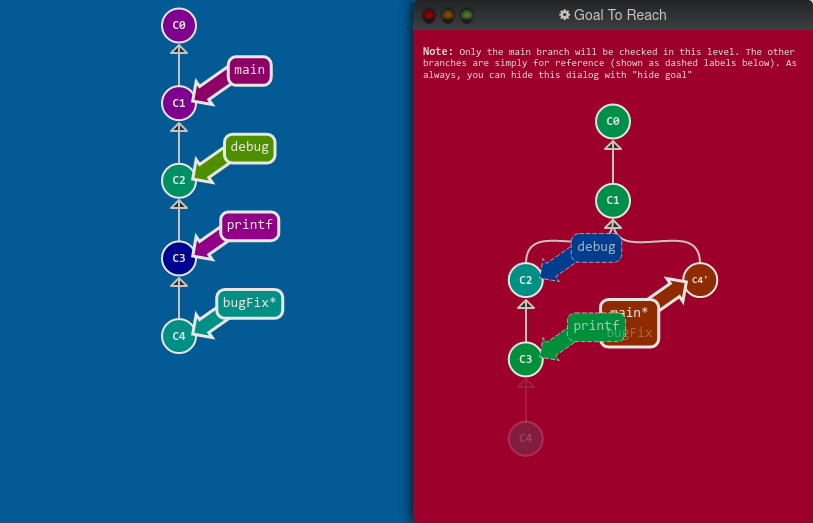 C0
main
C1
debug
C2
printf
C3
bugFix*
C4
Goal To Reach
Note: Only the main branch will be checked in this level. The other
branches are simply for reference (shown as dashed labels below). As
always, you can hide this dialog with "hide goal"
C0
C1
debug
C2
C4'
main*
printf
bugFix
C3
C4